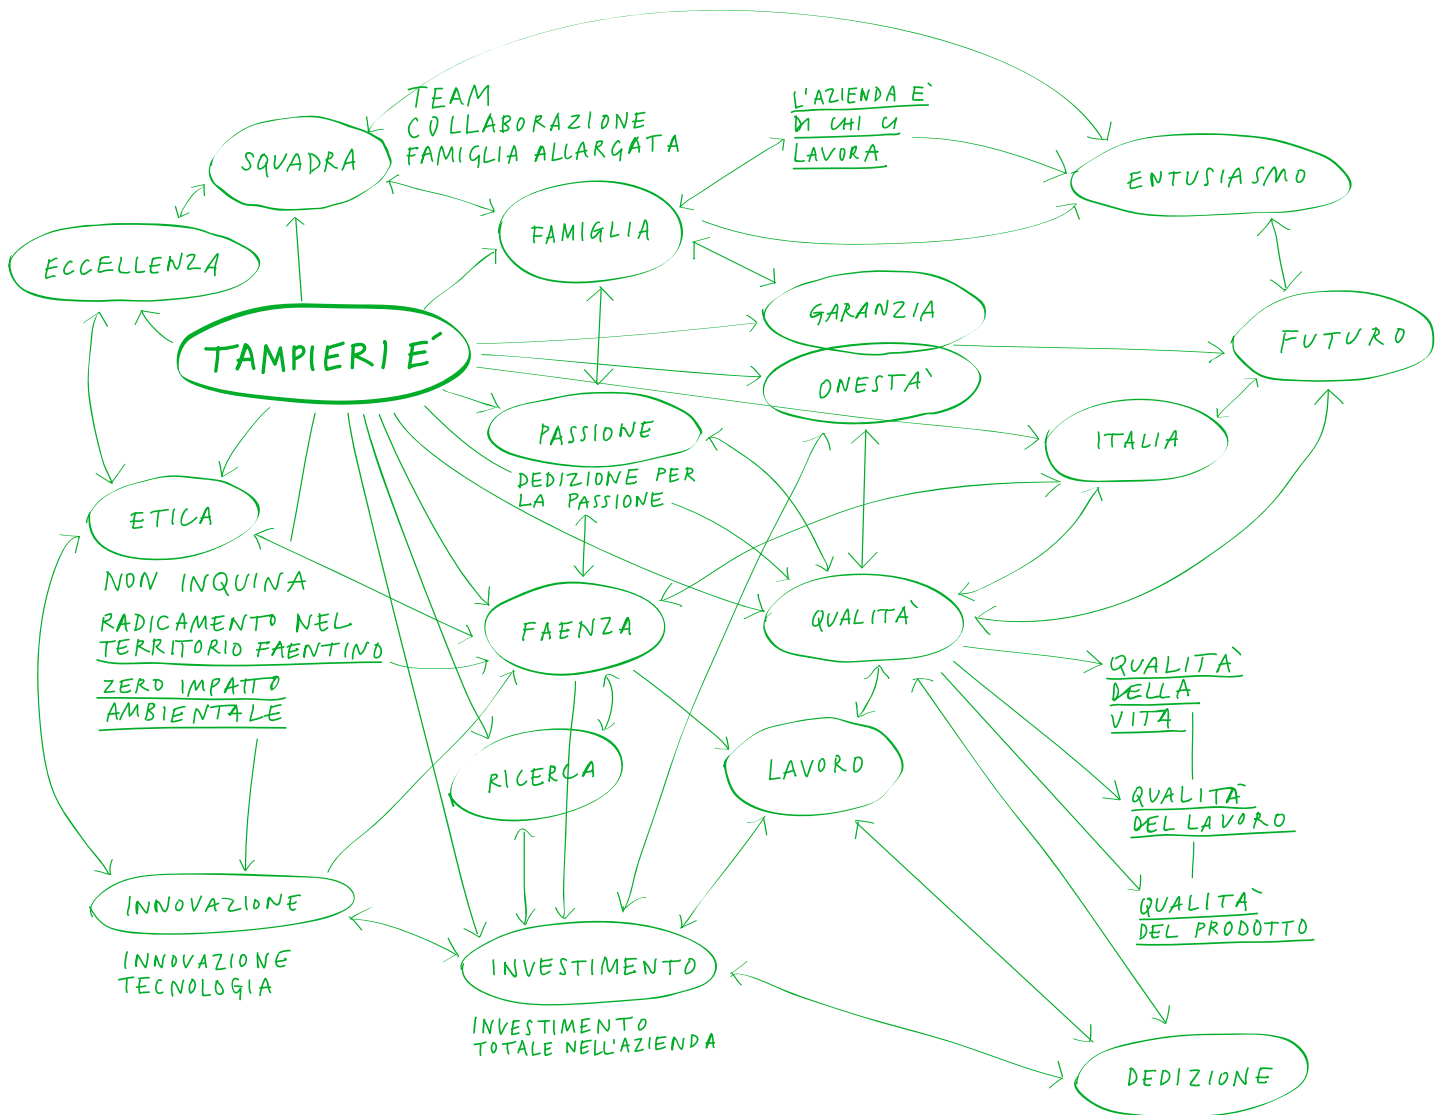 TEAM
COLLABORAZIONE
FAMIGLIA ALLARGATA
L'AZIENDA E`
DI CHI CI
LAVORA
SQUADRA
ENTUSIASMO
FAMIGLIA
ECCELLENZA
GARANZIA
FUTURO
TAMPIERI E´
ONESTA`
PASSIONE
ITALIA
DEDIZIONE PER
LA PASSIONE
ETICA
NON INQUINA
RADICAMENTO NEL
TERRITORIO FAENTINO
ZERO IMPATTO
AMBIENTALE
FAENZA
QUALITA`
QUALITA`
DELLA
VITA
RICERCA
LAVORO
QUALITA`
DEL LAVORO
INNOVAZIONE
QUALITA`
DEL PRODOTTO
INNOVAZIONE
TECNOLOGIA
INVESTIMENTO
INVESTIMENTO
TOTALE NELL'AZIENDA
DEDIZIONE